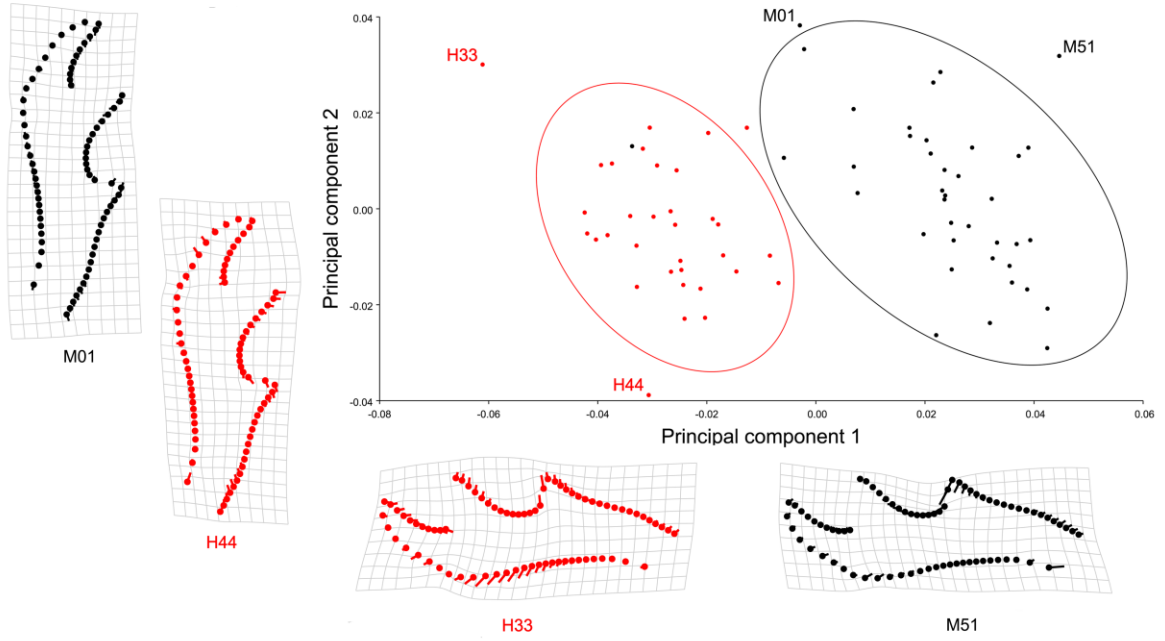 M01
H44
H33
M01
M51
H44
Principal component 2
0.04
0.02
0.00
-0.02
-0.04
-0.08
-0.06
-0.04
-0.02
0.00
0.02
0.04
0.06
Principal component 1
H33
M51